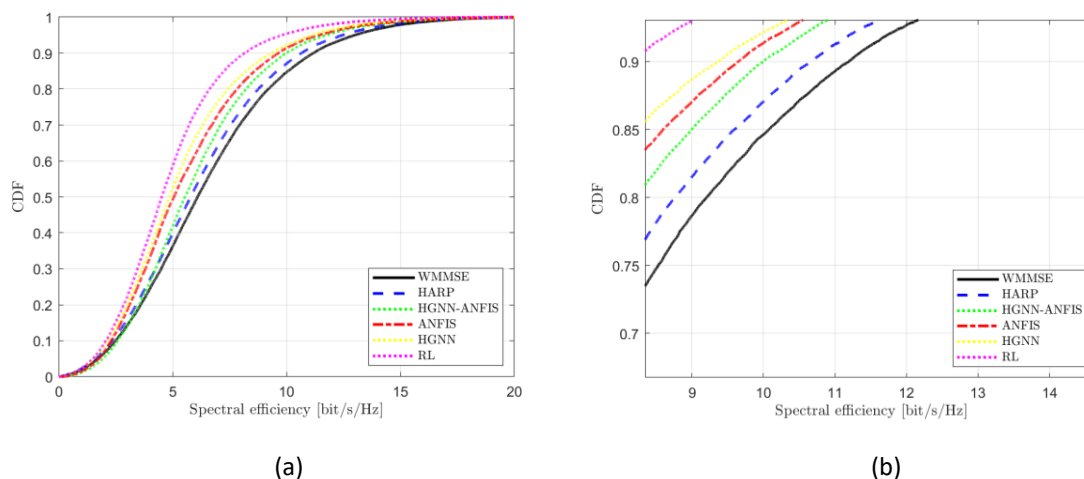 1
0.9
0.8
0.7
0.6
0.5
0.4
0.3
0.2
0.1
0
CDF
0 5 10 15 20
Spectral efficiency [bit/s/Hz]
WMMSE
HARP
HGNN-ANFIS
ANFIS
HGNN
RL
(a)
0.9
0.85
0.8
0.75
0.7
CDF
9 10 11 12 13 14
Spectral efficiency [bit/s/Hz]
WMMSE
HARP
HGNN-ANFIS
ANFIS
HGNN
RL
(b)